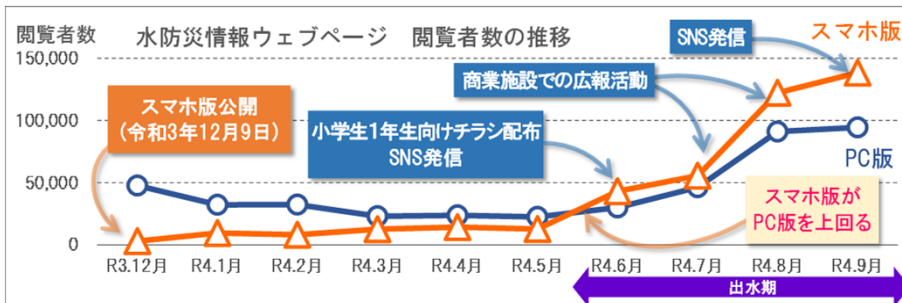 閲覧者数
水防災情報ウェブページ 閲覧者数の推移
スマホ版
SNS発信
150,000
商業施設での広報活動
スマホ版公開
(令和3年12月9日)
100,000
小学生1年生向けチラシ配布
SNS発信
PC版
50,000
スマホ版が
PC版を上回る
0
R3.12月 R4.1月 R4.2月 R4.3月 R4.4月 R4.5月 R4.6月 R4.7月 R4.8月 R4.9月
出水期